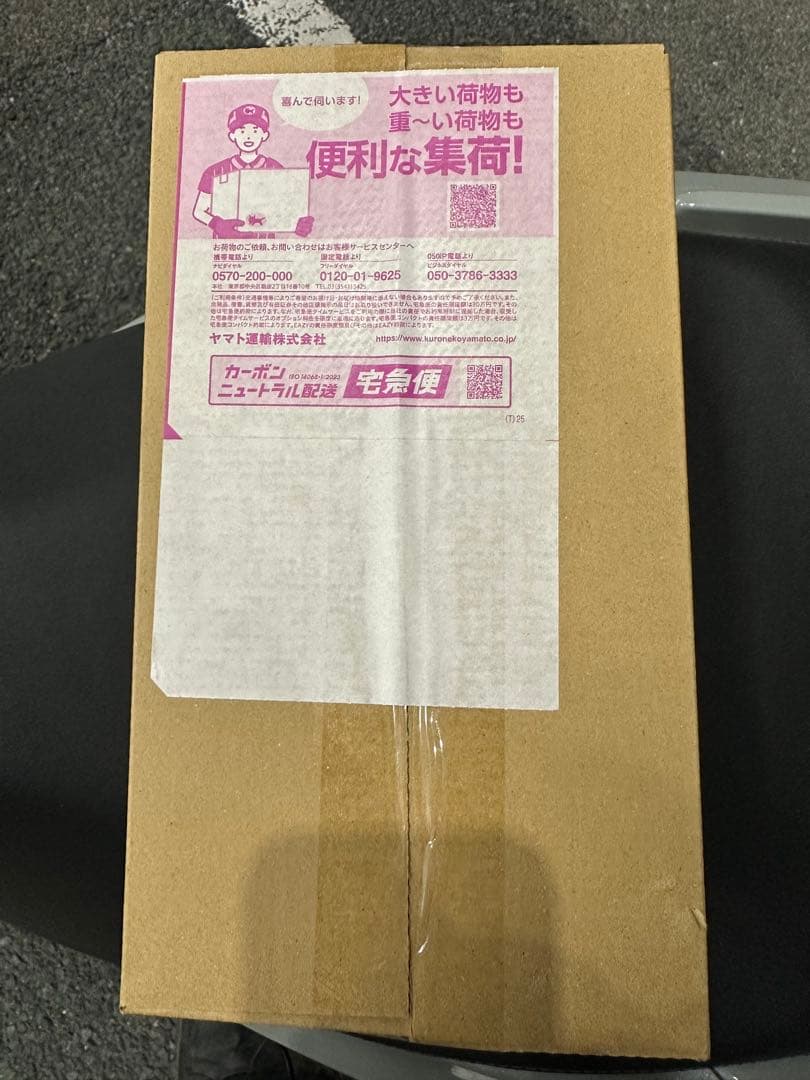 喜んで伺います!
大きい荷物も
重〜い荷物も
便利な集荷!
お荷物のご依頼、お問い合わせはお客様サービスセンターへ
携帯電話より 固定電話より 050IP電話より
ナビダイヤル フリーダイヤル ビジネスダイヤル
0570-200-000 0120-01-9625 050-3786-3333
ヤマト運輸株式会社 https://www.kuronekoyamato.co.jp/
カーボン
ニュートラル配送 ISO 14068-1:2023 宅急便
(T)25